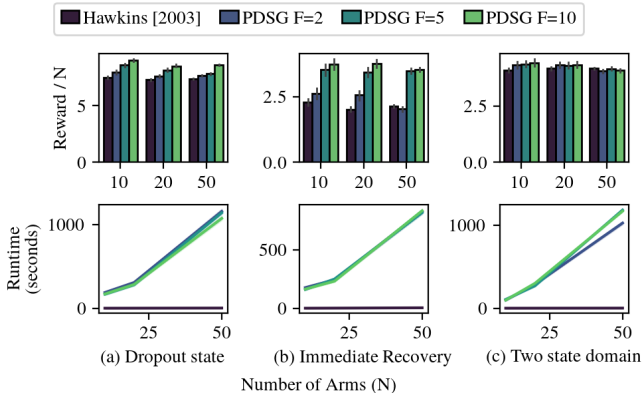 Hawkins [2003] PDSG F=2 PDSG F=5 PDSG F=10
Reward / N
5
0
10 20 50
2.5
0.0
10 20 50
2.5
0.0
10 20 50
Runtime
(seconds)
1000
0
25 50
500
0
25 50
1000
0
25 50
(a) Dropout state (b) Immediate Recovery (c) Two state domain
Number of Arms (N)